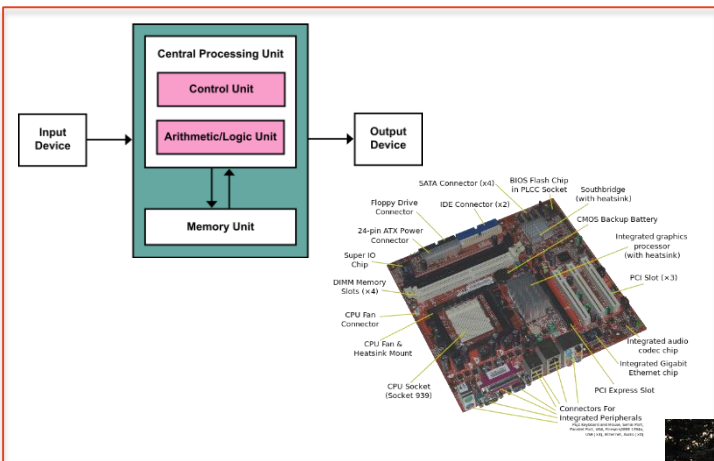 Central Processing Unit
Control Unit
Arithmetic/Logic Unit
Input
Device
Output
Device
Memory Unit
SATA Connector (x4)
BIOS Flash Chip
in PLCC Socket
Southbridge
(with heatsink)
Floppy Drive
Connector
IDE Connector (x2)
CMOS Backup Battery
24-pin ATX Power
Connector
Integrated graphics
processor
(with heatsink)
Super IO
Chip
PCI Slot (×3)
DIMM Memory
Slots (×4)
CPU Fan
Connector
CPU Fan &
Heatsink Mount
Integrated audio
codec chip
Integrated Gigabit
Ethernet chip
CPU Socket
(Socket 939)
PCI Express Slot
Connectors For
Integrated Peripherals